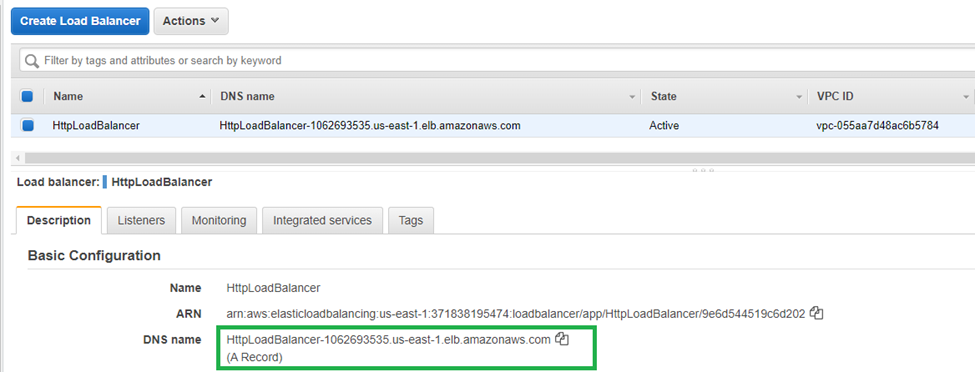 Create Load Balancer Actions
Filter by tags and attributes or search by keyword
Name DNS name State VPC ID
HttpLoadBalancer HttpLoadBalancer-1062693535.us-east-1.elb.amazonaws.com Active vpc-055aa7d48ac6b5784
Load balancer: HttpLoadBalancer
Description Listeners Monitoring Integrated services Tags
Basic Configuration
Name HttpLoadBalancer
ARN arn:aws:elasticloadbalancing:us-east-1:371838195474:loadbalancer/app/HttpLoadBalancer/9e6d544519c6d202
DNS name HttpLoadBalancer-1062693535.us-east-1.elb.amazonaws.com
(A Record)